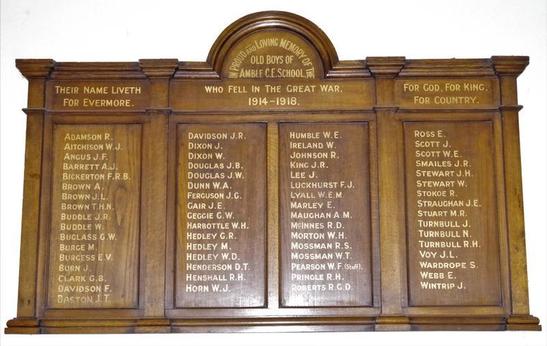 IN PROUD AND LOVING MEMORY OF THE
OLD BOYS OF
AMBLE C.E. SCHOOL,
THEIR NAME LIVETH
FOR EVERMORE.
WHO FELL IN THE GREAT WAR.
1914-1918.
FOR GOD, FOR KING,
FOR COUNTRY.
ADAMSON R.
AITCHISON W.J.
ANGUS J.F.
BARRETT A.J.
BICKERTON F.R.B.
BROWN A.
BROWN J.L.
BROWN T.H.N.
BUDDLE J.R.
BUDDLE W.
BUGLASS G.W.
BURGE M.
BURGESS E.V.
BURN J.
CLARK G.B.
DAVIDSON F.
BASTON J.T.
DAVIDSON J.R.
DIXON J.
DIXON W.
DOUGLAS J.B.
DOUGLAS J.W.
DUNN W.A.
FERGUSON J.G.
GAIR J.E.
GEGGIE G.W.
HARBOTTLE W.H.
HEDLEY G.R.
HEDLEY M.
HEDLEY W.D.
HENDERSON D.T.
HENSHALL R.H.
HORN W.J.
HUMBLE W.E.
IRELAND W.
JOHNSON R.
KING J.R.
LEE J.
LUCKHURST F.J.
LYALL W.E.M.
MARLEY E.
MAUGHAN A.M.
McINNES R.D.
MORTON W.H.
MOSSMAN R.S.
MOSSMAN W.T.
PEARSON W.F. (Staff)
PRINGLE R.H.
ROBERTS R.G.D.
ROSS E.
SCOTT J.
SCOTT W.E.
SMAILES J.R.
STEWART J.H.
STEWART W.
STOKOE R.
STRAUGHAN J.E.
STUART M.R.
TURNBULL J.
TURNBULL N.
TURNBULL R.H.
VOY J.L.
WARDROPE S.
WEBB E.
WINTRIP J.